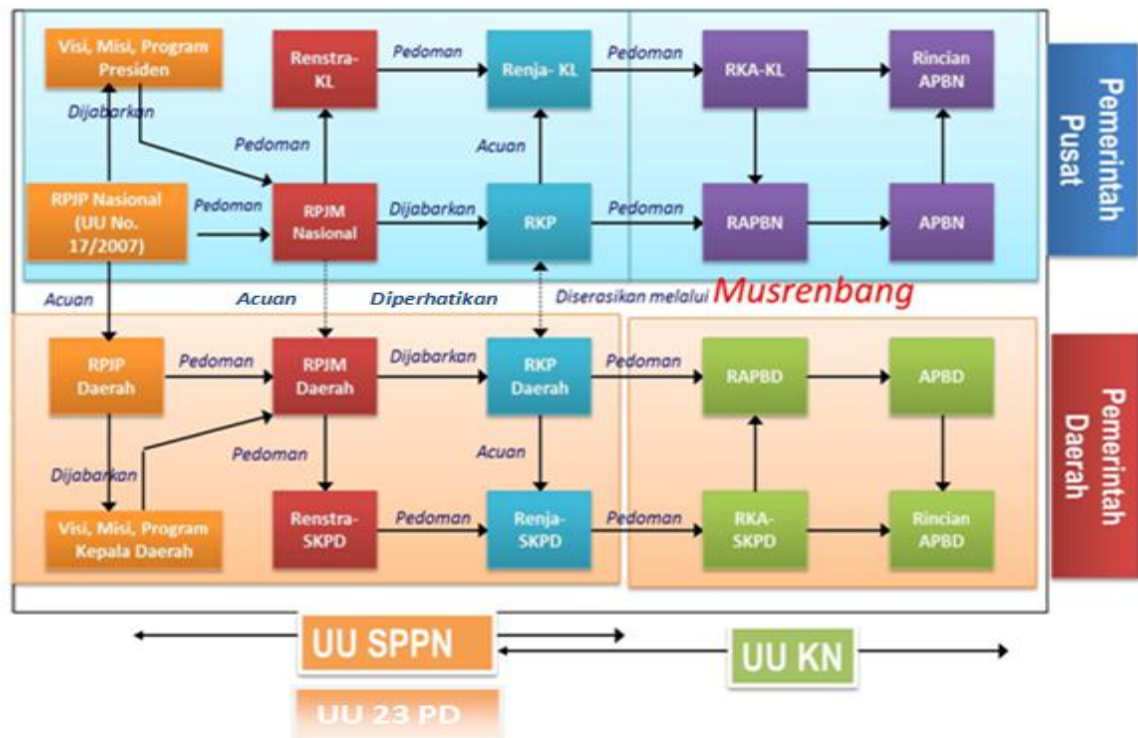 Visi, Misi, Program
Presiden
Renstra-
KL
Pedoman
Renja- KL
Pedoman
RKA-KL
Rincian
APBN
Dijabarkan
Pedoman
Acuan
RPJP Nasional
(UU No.
17/2007)
Pedoman
RPJM
Nasional
Dijabarkan
RKP
Pedoman
RAPBN
APBN
Pemerintah
Pusat
Acuan
Acuan
Diperhatikan
Diserasikan melalui
Musrenbang
RPJP
Daerah
Pedoman
RPJM
Daerah
Dijabarkan
RKP
Daerah
Pedoman
RAPBD
APBD
Dijabarkan
Pedoman
Acuan
Visi, Misi, Program
Kepala Daerah
Renstra-
SKPD
Pedoman
Renja-
SKPD
Pedoman
RKA-
SKPD
Rincian
APBD
Pemerintah
Daerah
UU SPPN
UU KN
UU 23 PD